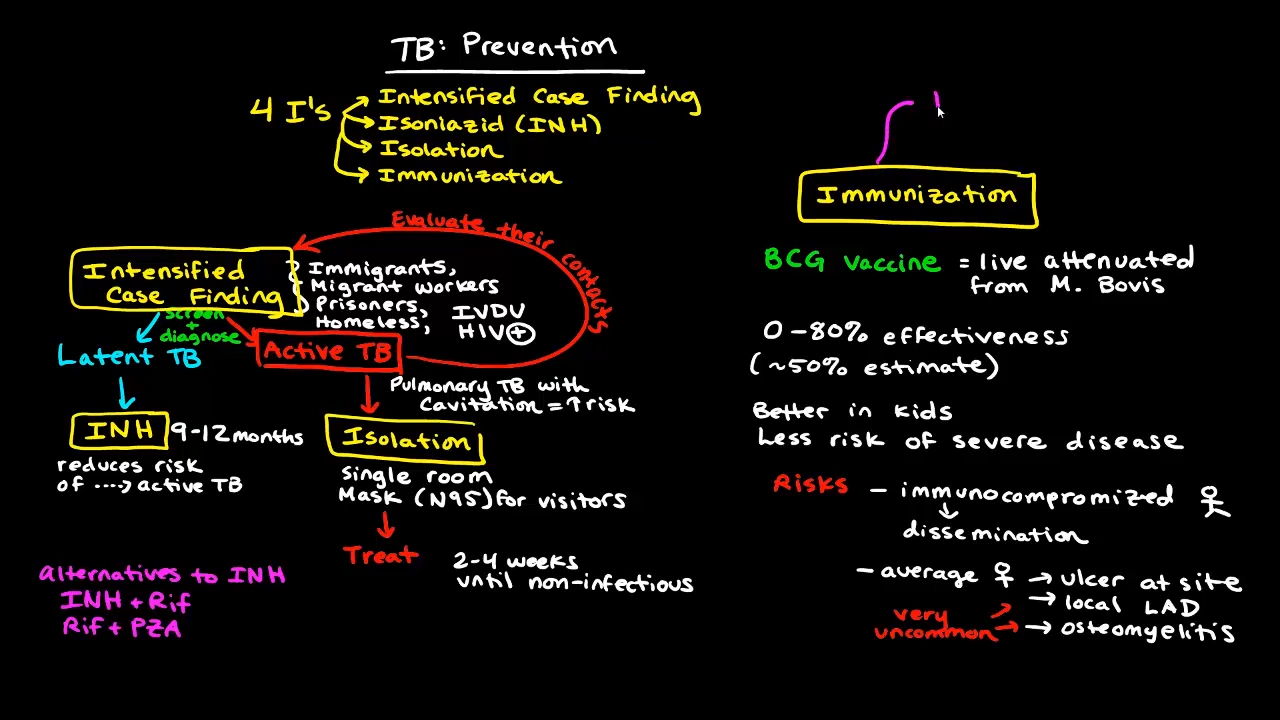 TB: Prevention
4 I's
Intensified Case Finding
Isoniazid (INH)
Isolation
Immunization
Evaluate their contacts
Intensified
Case Finding
Immigrants,
Migrant workers
Prisoners,
Homeless,
IVDU
HIV+
screen
+
diagnose
Latent TB
Active TB
Pulmonary TB with
Cavitation = ↑ risk
INH
9-12 months
reduces risk
of ----> active TB
Isolation
single room
Mask (N95) for visitors
Treat
2-4 weeks
until non-infectious
alternatives to INH
INH + Rif
Rif + PZA
Immunization
BCG vaccine = live attenuated
from M. Bovis
0-80% effectiveness
(~50% estimate)
Better in kids
Less risk of severe disease
Risks
- immunocompromized
dissemination
- average → ulcer at site
→ local LAD
→ osteomyelitis
very
uncommon